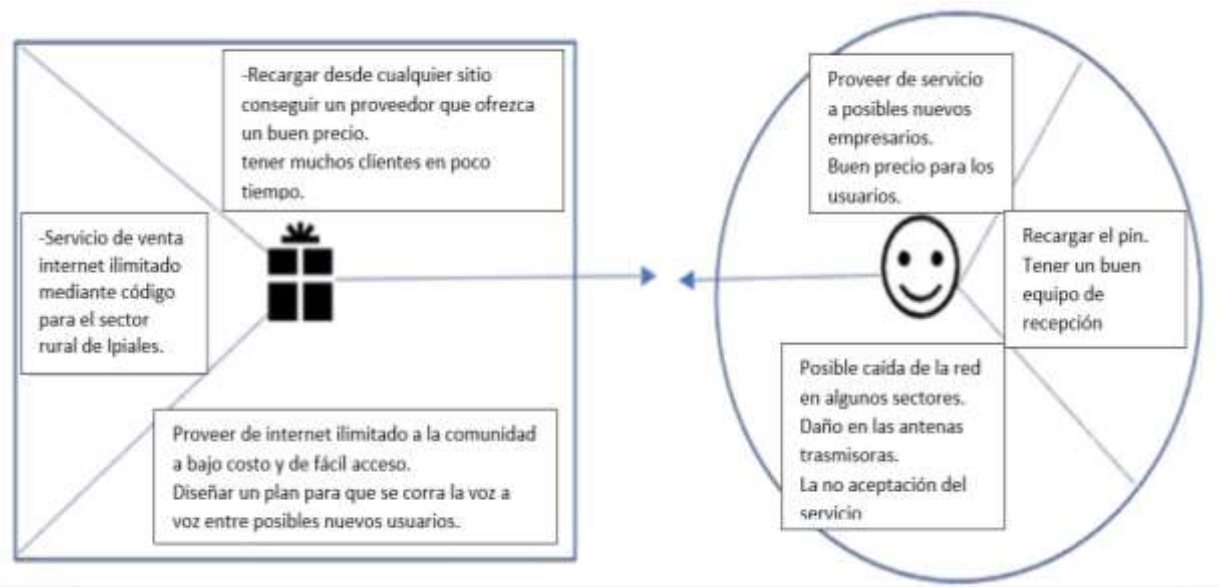 -Recargar desde cualquier sitio
conseguir un proveedor que ofrezca
un buen precio.
tener muchos clientes en poco
tiempo.
-Servicio de venta
internet ilimitado
mediante código
para el sector
rural de Ipiales.
Proveer de internet ilimitado a la comunidad
a bajo costo y de fácil acceso.
Diseñar un plan para que se corra la voz a
voz entre posibles nuevos usuarios.
Proveer de servicio
a posibles nuevos
empresarios.
Buen precio para los
usuarios.
Recargar el pin.
Tener un buen
equipo de
recepción
Posible caída de la red
en algunos sectores.
Daño en las antenas
trasmisoras.
La no aceptación del
servicio